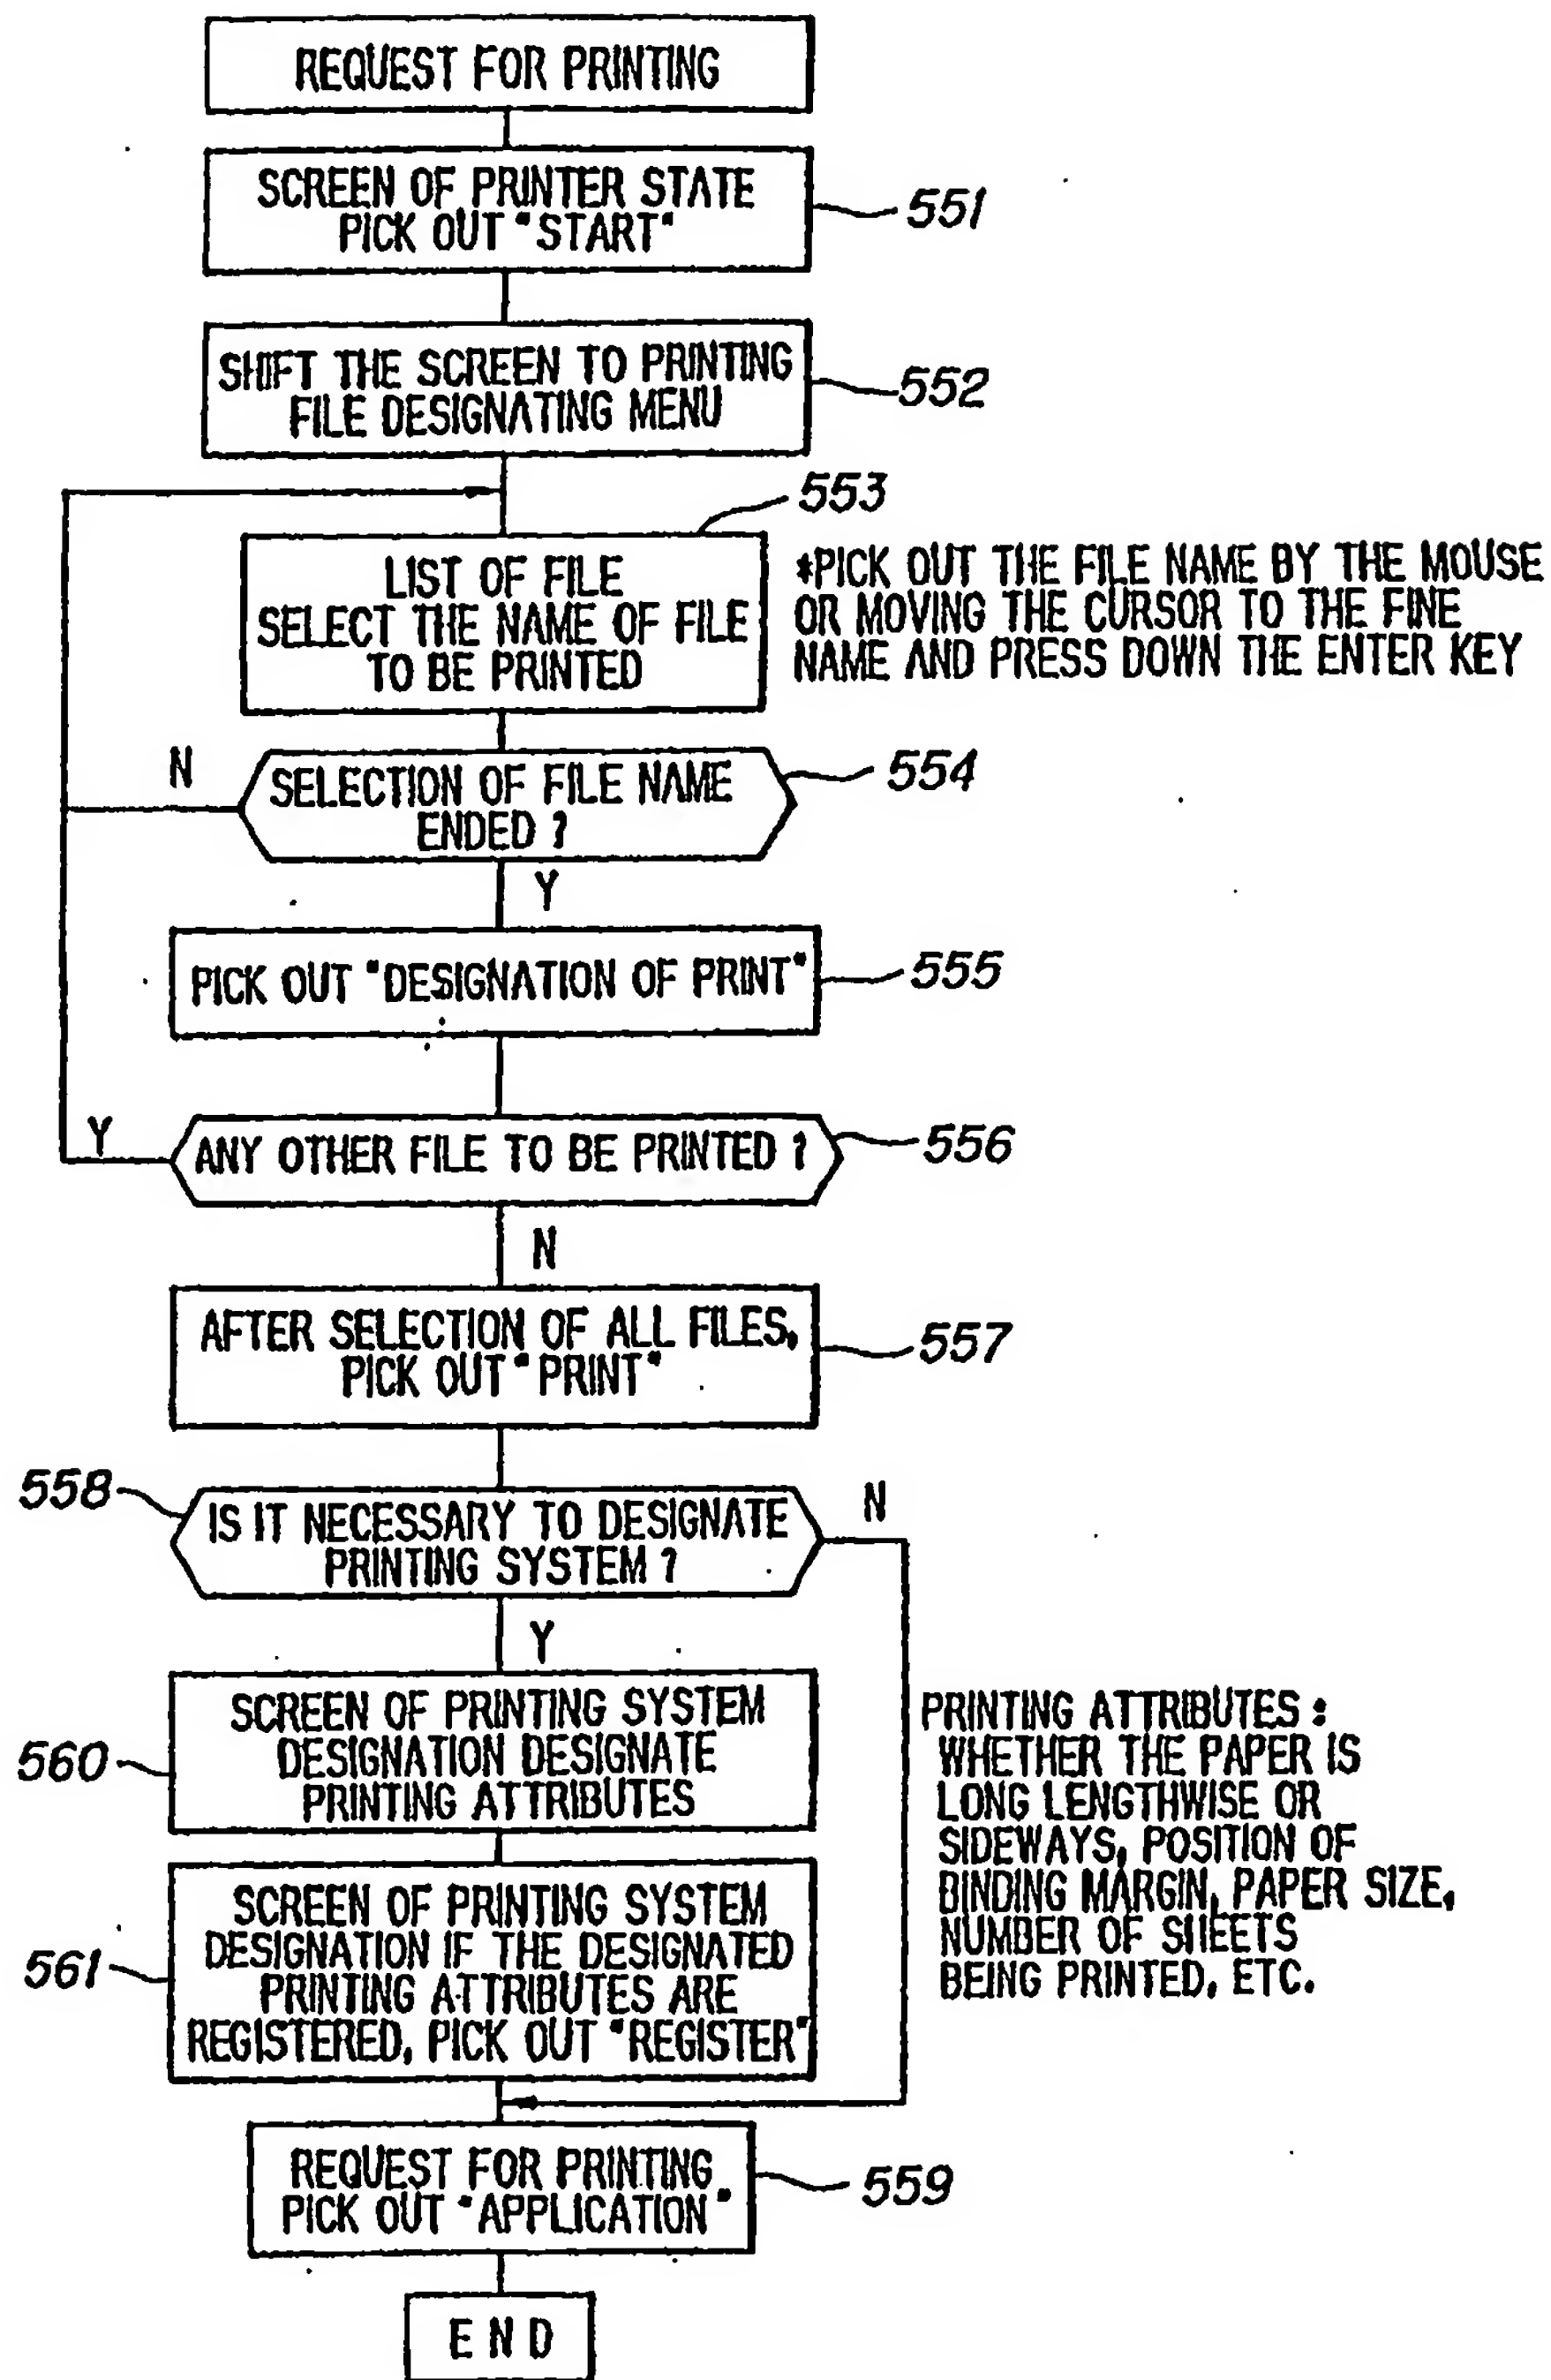 REQUEST FOR PRINTING
SCREEN OF PRINTER STATE
PICK OUT "START"
551
SHIFT THE SCREEN TO PRINTING
FILE DESIGNATING MENU
552
553
LIST OF FILE
SELECT THE NAME OF FILE
TO BE PRINTED
*PICK OUT THE FILE NAME BY THE MOUSE
OR MOVING THE CURSOR TO THE FINE
NAME AND PRESS DOWN THE ENTER KEY
N
SELECTION OF FILE NAME
ENDED ?
554
Y
PICK OUT "DESIGNATION OF PRINT"
555
Y
ANY OTHER FILE TO BE PRINTED ?
556
N
AFTER SELECTION OF ALL FILES,
PICK OUT "PRINT"
557
558
IS IT NECESSARY TO DESIGNATE
PRINTING SYSTEM ?
N
Y
560
SCREEN OF PRINTING SYSTEM
DESIGNATION DESIGNATE
PRINTING ATTRIBUTES
PRINTING ATTRIBUTES :
WHETHER THE PAPER IS
LONG LENGTHWISE OR
SIDEWAYS, POSITION OF
BINDING MARGIN, PAPER SIZE,
NUMBER OF SHEETS
BEING PRINTED, ETC.
561
SCREEN OF PRINTING SYSTEM
DESIGNATION IF THE DESIGNATED
PRINTING ATTRIBUTES ARE
REGISTERED, PICK OUT "REGISTER"
REQUEST FOR PRINTING
PICK OUT "APPLICATION"
559
END